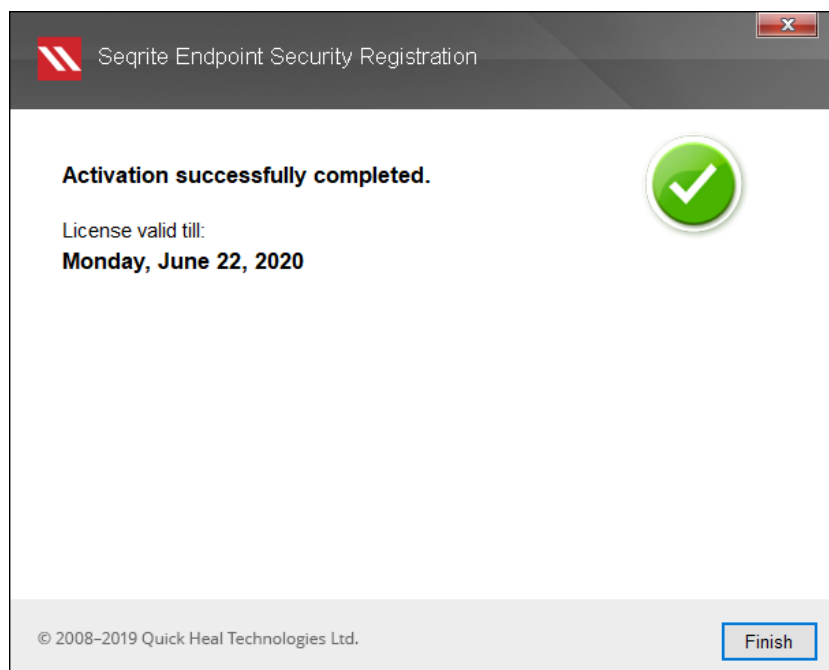 Seqrite Endpoint Security Registration
Activation successfully completed.
License valid till:
Monday, June 22, 2020
© 2008–2019 Quick Heal Technologies Ltd.
Finish